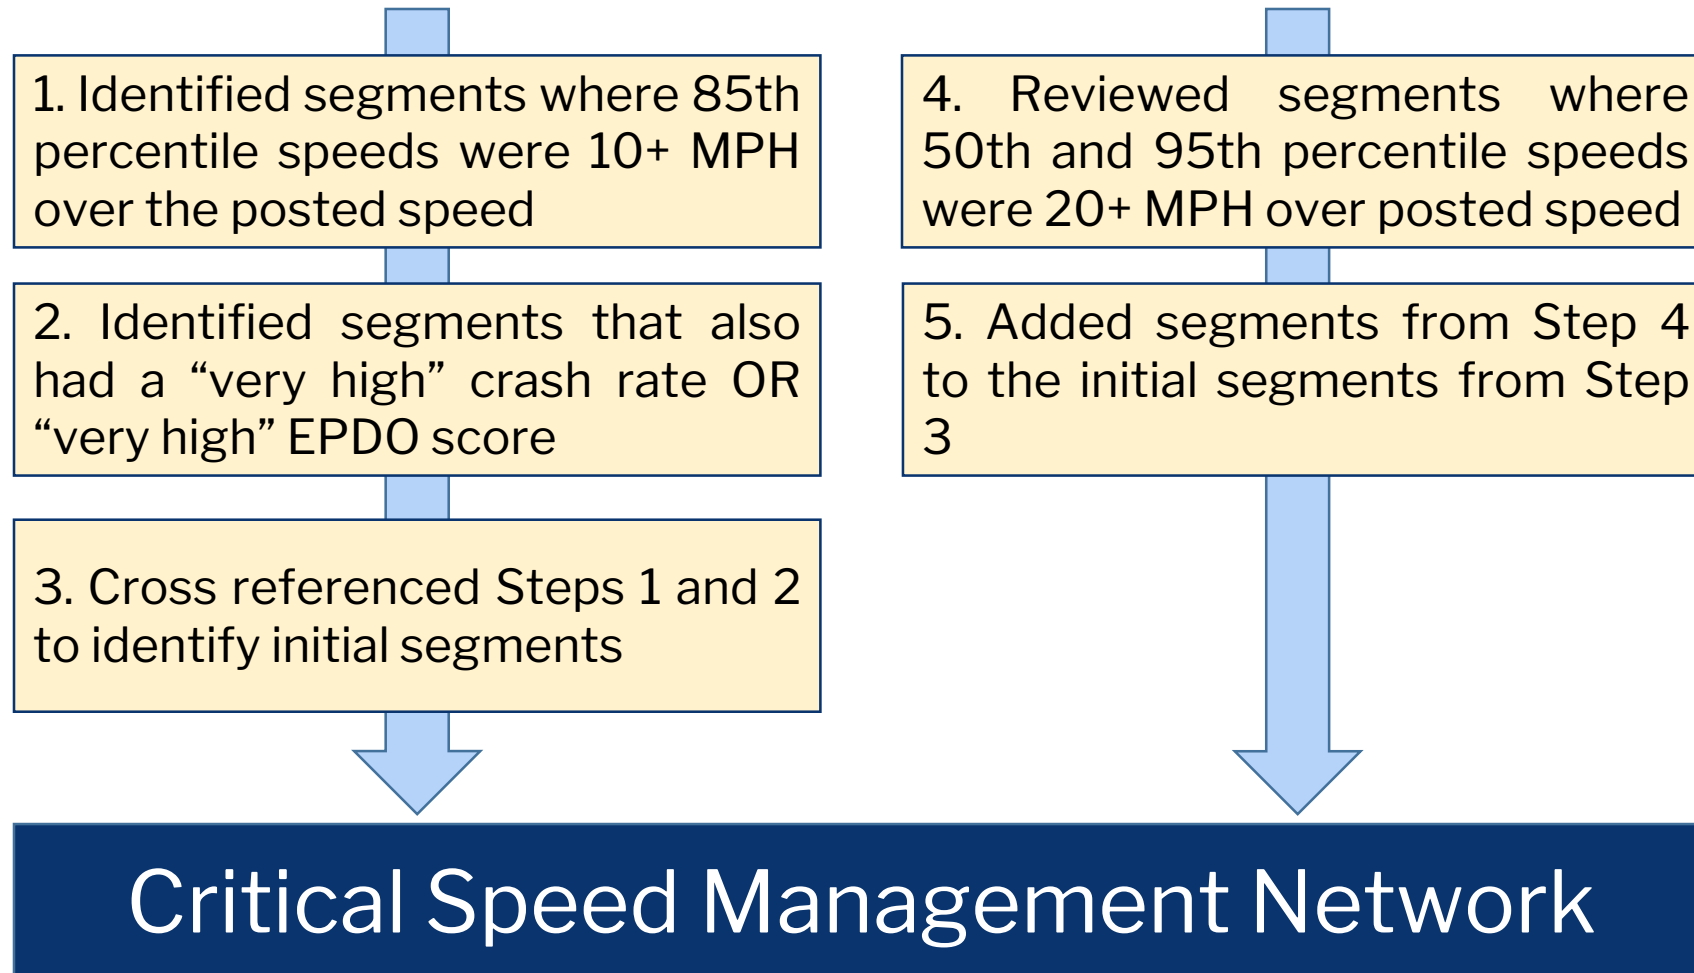 1. Identified segments where 85th
percentile speeds were 10+ MPH
over the posted speed
2. Identified segments that also
had a “very high” crash rate OR
“very high” EPDO score
3. Cross referenced Steps 1 and 2
to identify initial segments
4. Reviewed segments where
50th and 95th percentile speeds
were 20+ MPH over posted speed
5. Added segments from Step 4
to the initial segments from Step
3
Critical Speed Management Network